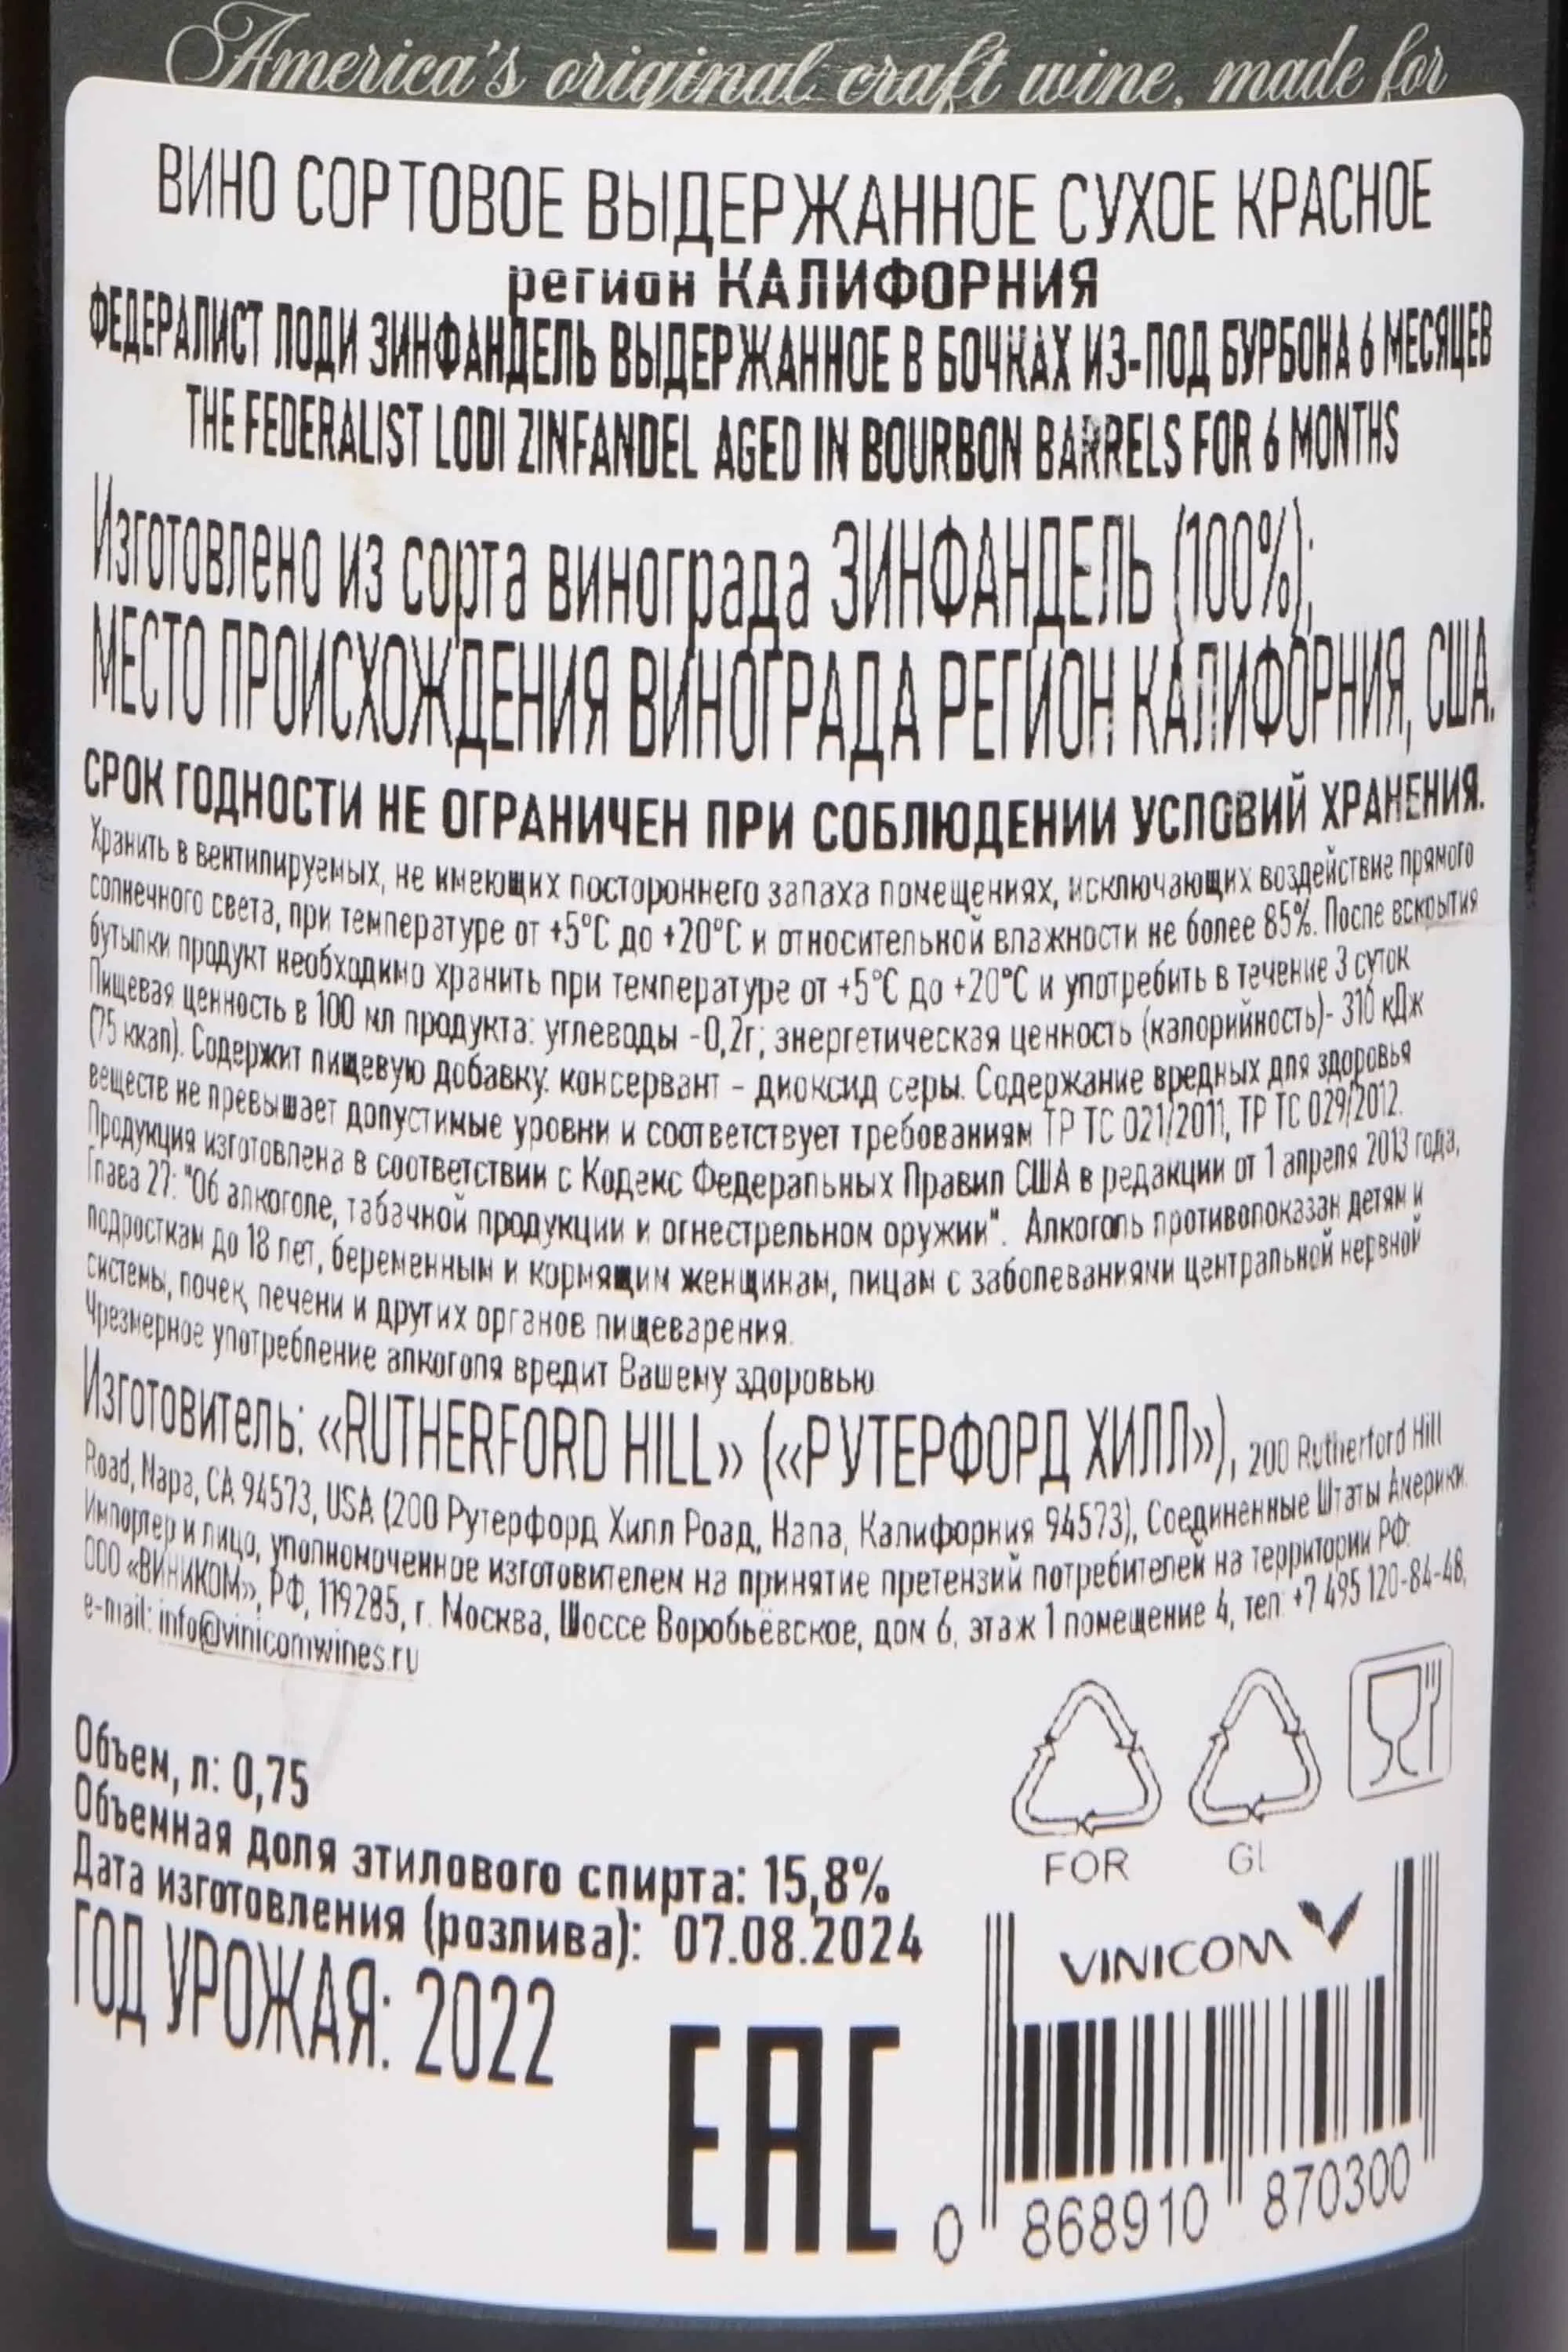 America's original craft wine, made for
ВИНО СОРТОВОЕ ВЫДЕРЖАННОЕ СУХОЕ КРАСНОЕ
регион КАЛИФОРНИЯ
ФЕДЕРАЛИСТ ЛОДИ ЗИНФАНДЕЛЬ ВЫДЕРЖАННОЕ В БОЧКАХ ИЗ-ПОД БУРБОНА 6 МЕСЯЦЕВ
THE FEDERALIST LODI ZINFANDEL AGED IN BOURBON BARRELS FOR 6 MONTHS
Изготовлено из сорта винограда ЗИНФАНДЕЛЬ (100%);
МЕСТО ПРОИСХОЖДЕНИЯ ВИНОГРАДА РЕГИОН КАЛИФОРНИЯ, США.
СРОК ГОДНОСТИ НЕ ОГРАНИЧЕН ПРИ СОБЛЮДЕНИИ УСЛОВИЙ ХРАНЕНИЯ.
Хранить в вентилируемых, не имеющих постороннего запаха помещениях, исключающих воздействие прямого
солнечного света, при температуре от +5°С до +20°С и относительной влажности не более 85%. После вскрытия
бутылки продукт необходимо хранить при температуре от +5°С до +20°С и употребить в течение 3 суток
Пищевая ценность в 100 мл продукта: углеводы -0,2г; энергетическая ценность (калорийность)- 310 кДж
(75 ккал). Содержит пищевую добавку: консервант - диоксид серы. Содержание вредных для здоровья
веществ не превышает допустимые уровни и соответствует требованиям ТР ТС 021/2011, ТР ТС 029/2012.
Продукция изготовлена в соответствии с Кодекс Федеральных Правил США в редакции от 1 апреля 2013 года,
Глава 27: "Об алкоголе, табачной продукции и огнестрельном оружии". Алкоголь противопоказан детям и
подросткам до 18 лет, беременным и кормящим женщинам, лицам с заболеваниями центральной нервной
системы, почек, печени и других органов пищеварения.
Чрезмерное употребление алкоголя вредит Вашему здоровью
Изготовитель: «RUTHERFORD HILL» («РУТЕРФОРД ХИЛЛ»), 200 Rutherford Hill
Road, Napa, CA 94573, USA (200 Рутерфорд Хилл Роад, Напа, Калифорния 94573), Соединенные Штаты Америки.
Импортер и лицо, уполномоченное изготовителем на принятие претензий потребителей на территории РФ:
ООО «ВИНИКОМ», РФ, 119285, г. Москва, Шоссе Воробьёвское, дом 6, этаж 1 помещение 4, тел: +7 495 120-84-48,
e-mail: info@vinicomwines.ru
Объем, л: 0,75
Объемная доля этилового спирта: 15,8%
Дата изготовления (розлива): 07.08.2024
ГОД УРОЖАЯ: 2022
FOR
GL
VINICOM
EAC
0 868910 870300